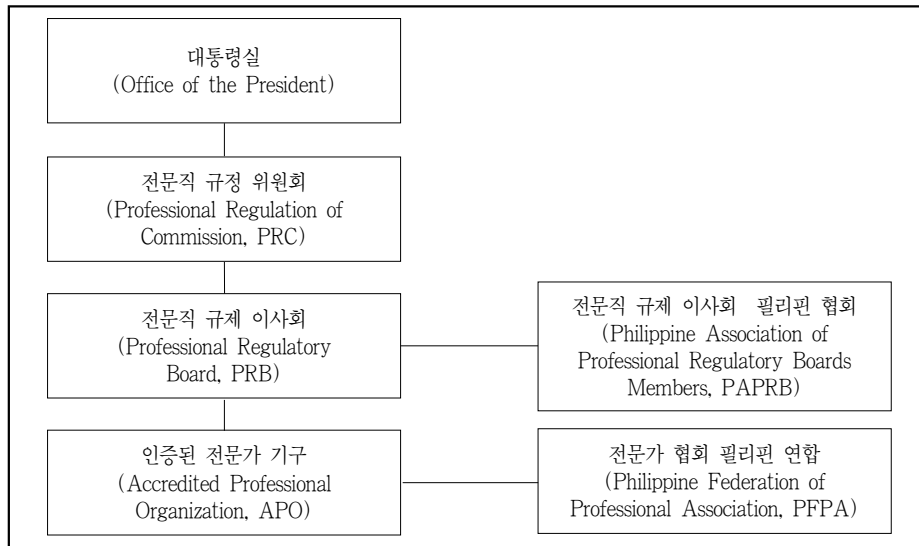 대통령실
(Office of the President)
전문직 규정 위원회
(Professional Regulation of
Commission, PRC)
전문직 규제 이사회
(Professional Regulatory
Board, PRB)
전문직 규제 이사회 필리핀 협회
(Philippine Association of
Professional Regulatory Boards
Members, PAPRB)
인증된 전문가 기구
(Accredited Professional
Organization, APO)
전문가 협회 필리핀 연합
(Philippine Federation of
Professional Association, PFPA)